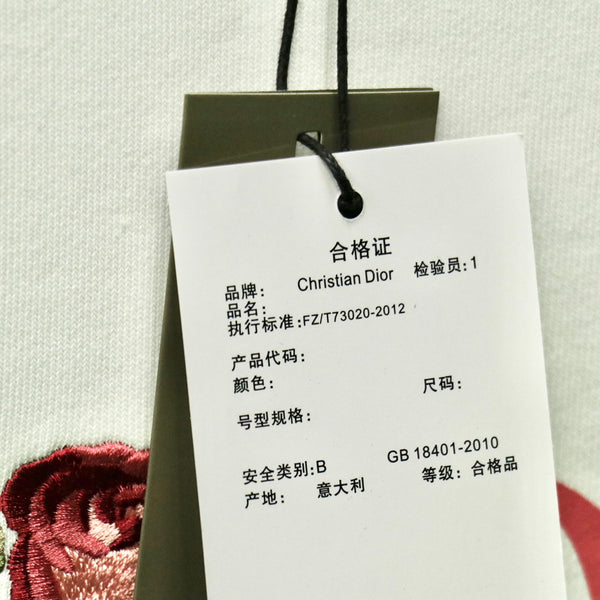 合格证
品牌: Christian Dior 检验员:1
品名:
执行标准:FZ/T73020-2012
产品代码:
颜色: 尺码:
号型规格:
安全类别:B GB 18401-2010
产地: 意大利 等级: 合格品